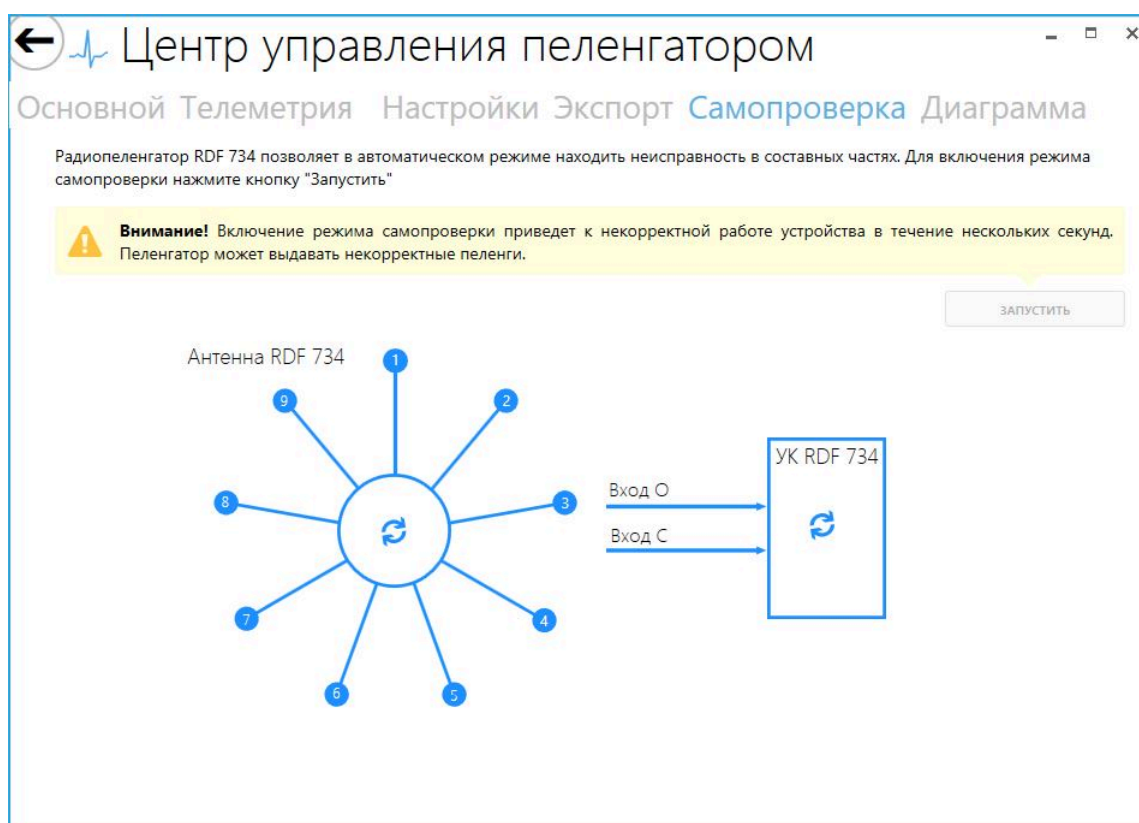 Центр управления пеленгатором
Основной Телеметрия Настройки Экспорт Самопроверка Диаграмма
Радиопеленгатор RDF 734 позволяет в автоматическом режиме находить неисправность в составных частях. Для включения режима
самопроверки нажмите кнопку "Запустить"
Внимание! Включение режима самопроверки приведет к некорректной работе устройства в течение нескольких секунд.
Пеленгатор может выдавать некорректные пеленги.
ЗАПУСТИТЬ
Антенна RDF 734
1
9
2
8
3
7
4
6
5
Вход О
Вход С
УК RDF 734